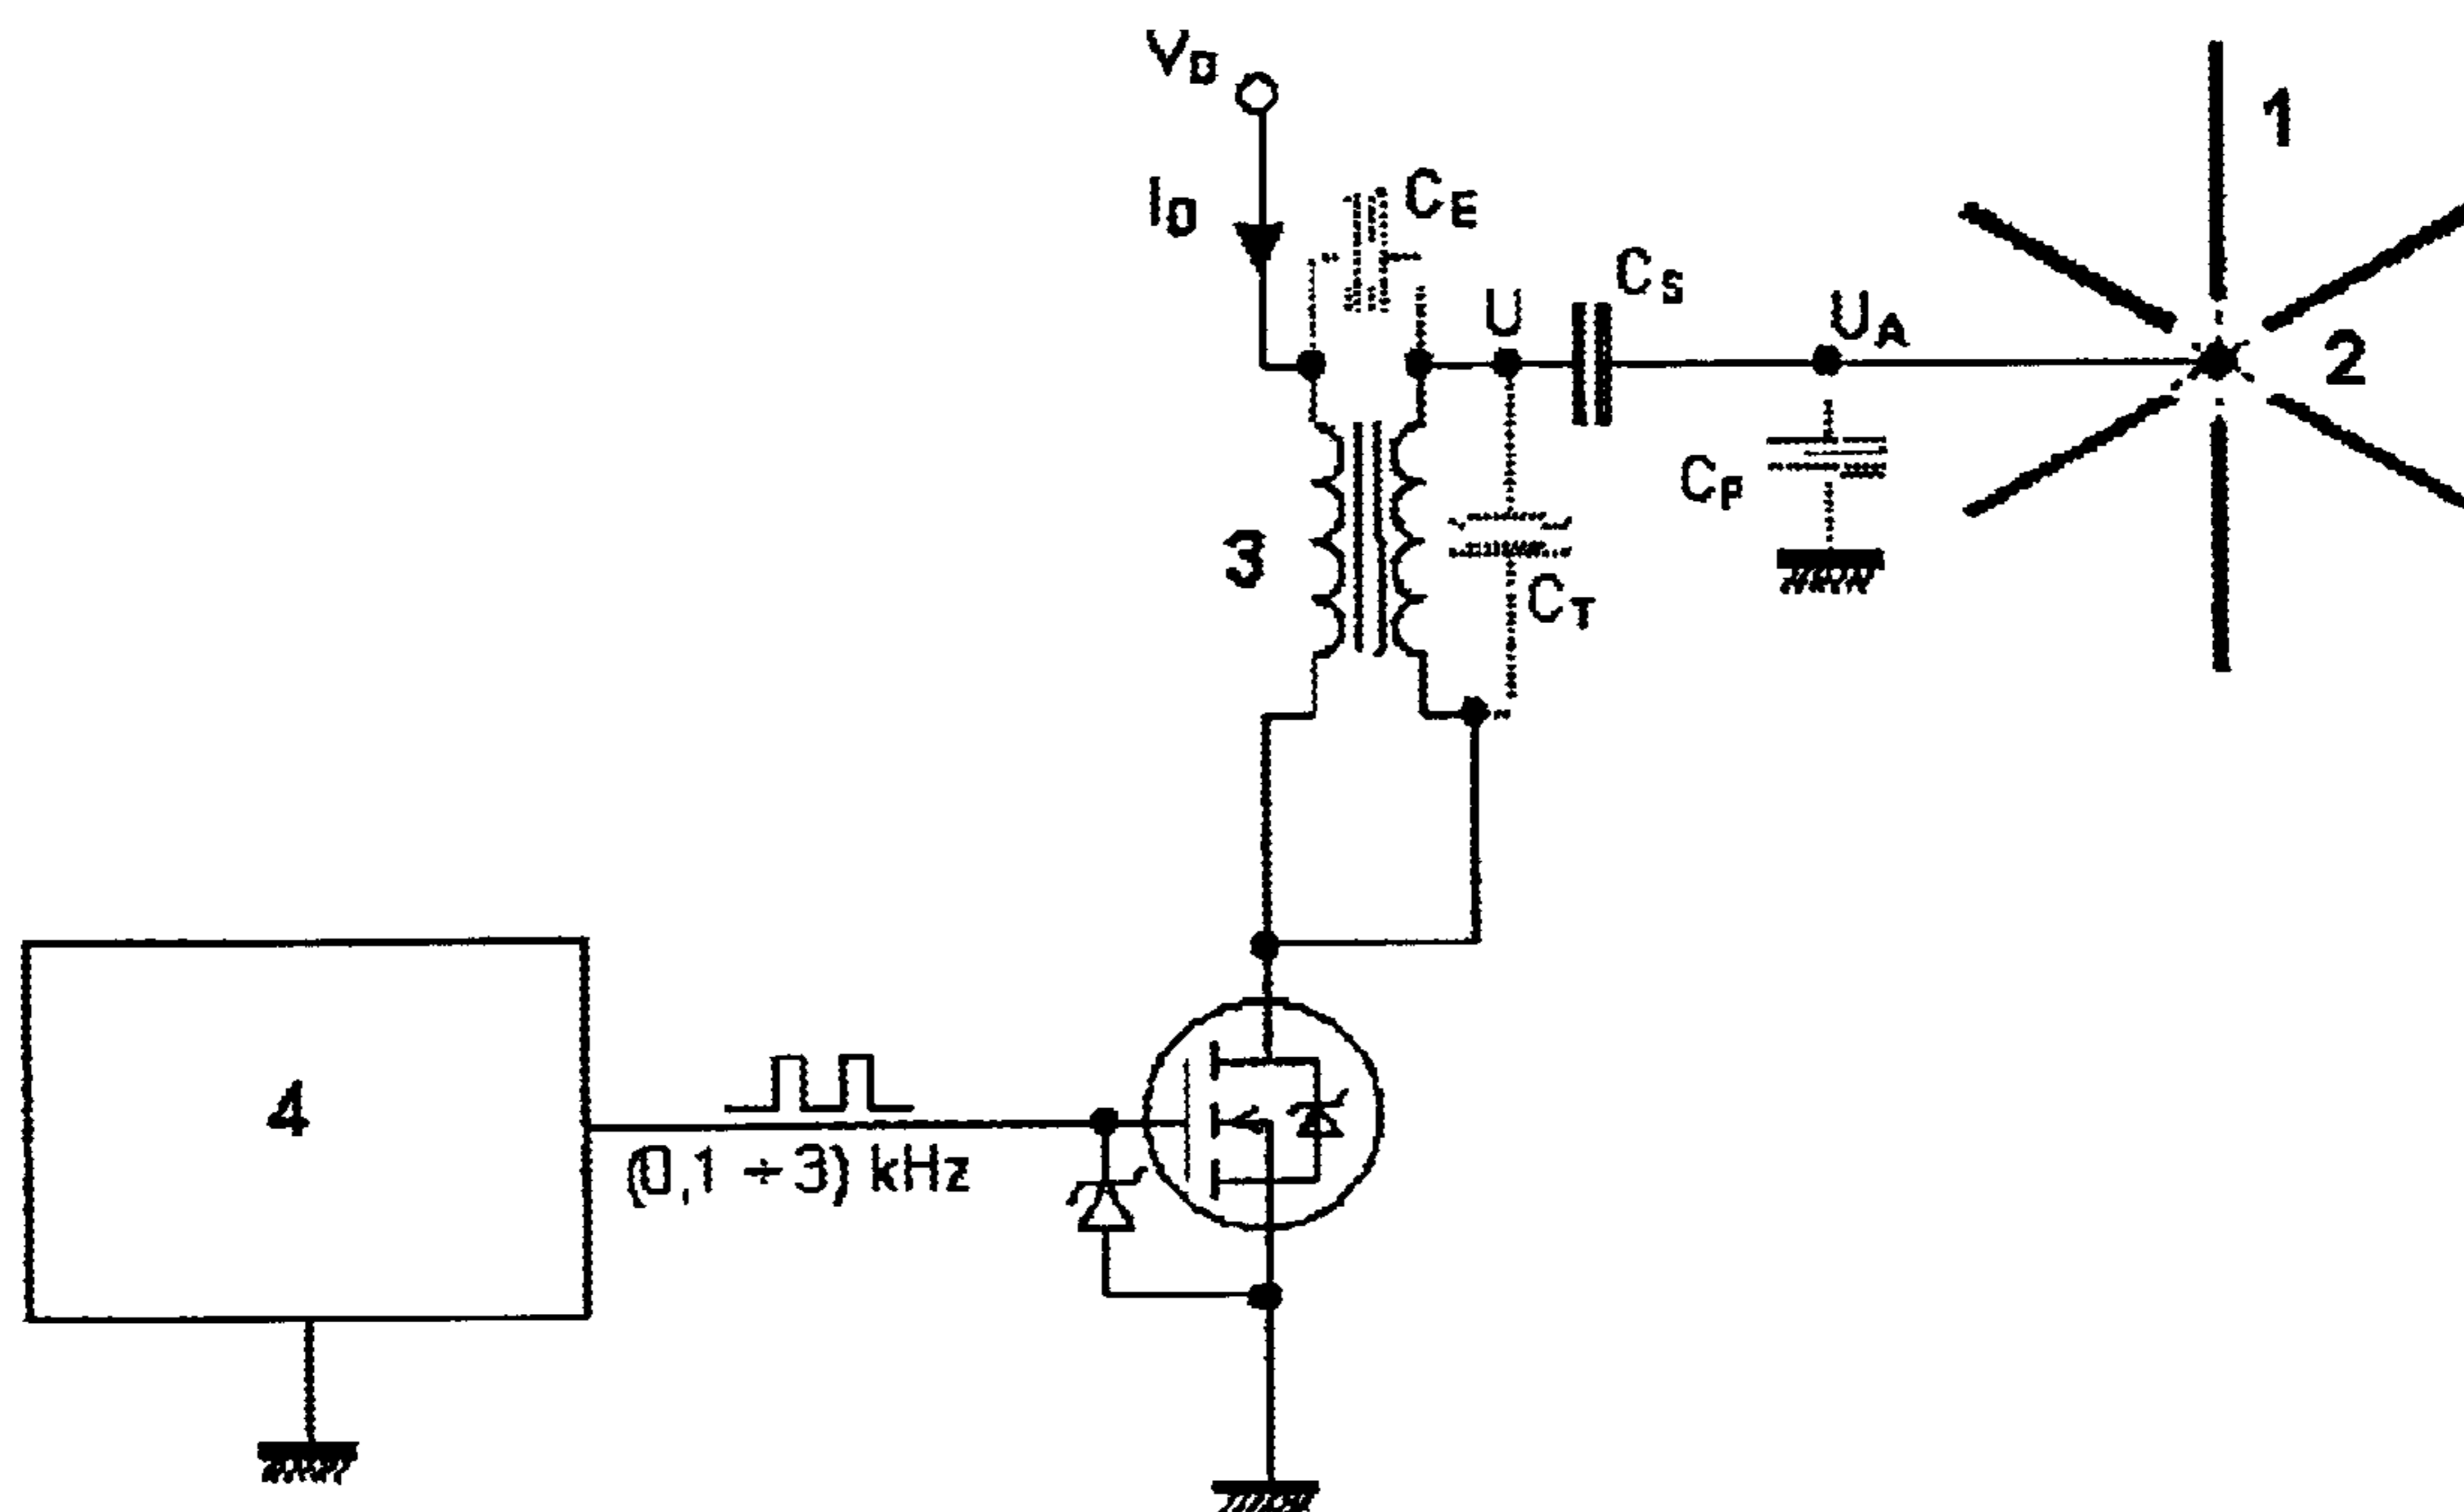 V_D
1
I_D
C_E
C_S
U
U_A
2
C_P
3
C_T
4
(0,1 ÷ 3) kHz